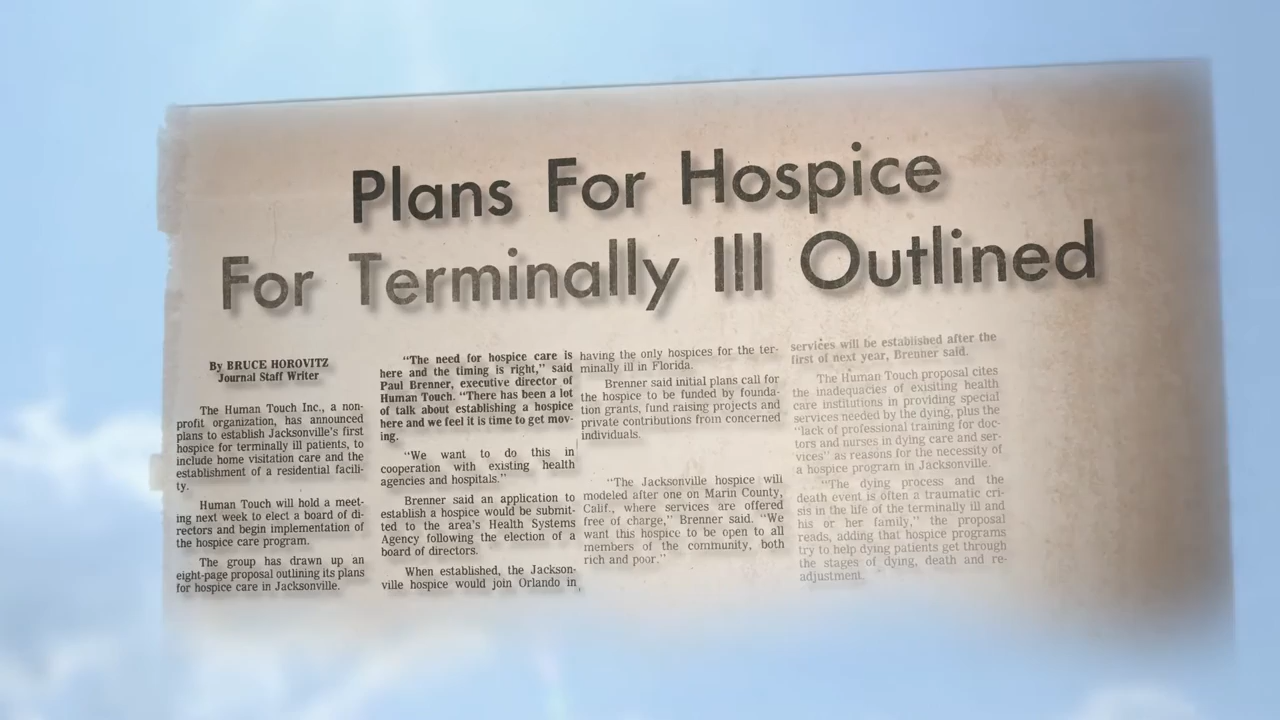 Plans For Hospice
For Terminally Ill Outlined
By BRUCE HOROVITZ
Journal Staff Writer
The Human Touch Inc., a non-
profit organization, has announced
plans to establish Jacksonville's first
hospice for terminally ill patients, to
include home visitation care and the
establishment of a residential facili-
ty.
Human Touch will hold a meet-
ing next week to elect a board of di-
rectors and begin implementation of
the hospice care program.
The group has drawn up an
eight-page proposal outlining its plans
for hospice care in Jacksonville.
"The need for hospice care is
here and the timing is right," said
Paul Brenner, executive director of
Human Touch. "There has been a lot
of talk about establishing a hospice
here and we feel it is time to get mov-
ing.
"We want to do this in
cooperation with existing health
agencies and hospitals."
Brenner said an application to
establish a hospice would be submit-
ted to the area's Health Systems
Agency following the election of a
board of directors.
When established, the Jackson-
ville hospice would join Orlando in
having the only hospices for the ter-
minally ill in Florida.
Brenner said initial plans call for
the hospice to be funded by founda-
tion grants, fund raising projects and
private contributions from concerned
individuals.
"The Jacksonville hospice will
modeled after one on Marin County,
Calif., where services are offered
free of charge," Brenner said. "We
want this hospice to be open to all
members of the community, both
rich and poor."
services will be established after the
first of next year, Brenner said.
The Human Touch proposal cites
the inadequacies of exisiting health
care institutions in providing special
services needed by the dying, plus the
"lack of professional training for doc-
tors and nurses in dying care and ser-
vices" as reasons for the necessity of
a hospice program in Jacksonville.
"The dying process and the
death event is often a traumatic cri-
sis in the life of the terminally ill and
his or her family," the proposal
reads, adding that hospice programs
try to help dying patients get through
the stages of dying, death and re-
adjustment.